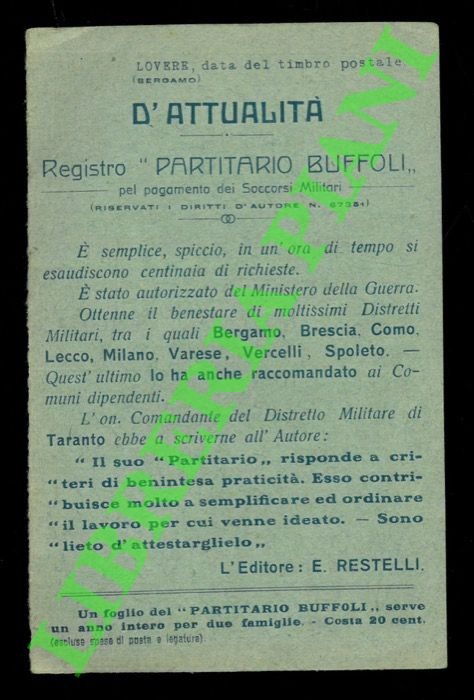 LOVERE, data del timbro postale
(BERGAMO)
D'ATTUALITÀ
Registro “ PARTITARIO BUFFOLI „
pel pagamento dei Soccorsi Militari
(RISERVATI I DIRITTI D'AUTORE N. 67381)
È semplice, spiccio, in un' ora di tempo si
esaudiscono centinaia di richieste.
È stato autorizzato del Ministero della Guerra.
Ottenne il benestare di moltissimi Distretti
Militari, tra i quali Bergamo, Brescia, Como,
Lecco, Milano, Varese, Vercelli, Spoleto. —
Quest' ultimo lo ha anche raccomandato ai Co-
muni dipendenti.
L' on. Comandante del Distretto Militare di
Taranto ebbe a scriverne all' Autore :
“ Il suo “ Partitario „ risponde a cri-
“ teri di benintesa praticità. Esso contri-
“ buisce molto a semplificare ed ordinare
“ il lavoro per cui venne ideato. — Sono
“ lieto d' attestarglielo „
L' Editore : E. RESTELLI.
Un foglio del “ PARTITARIO BUFFOLI „ serve
un anno intero per due famiglie. - Costa 20 cent.
(escluse spese di posta e legatura).
LIBRERIA PIANI